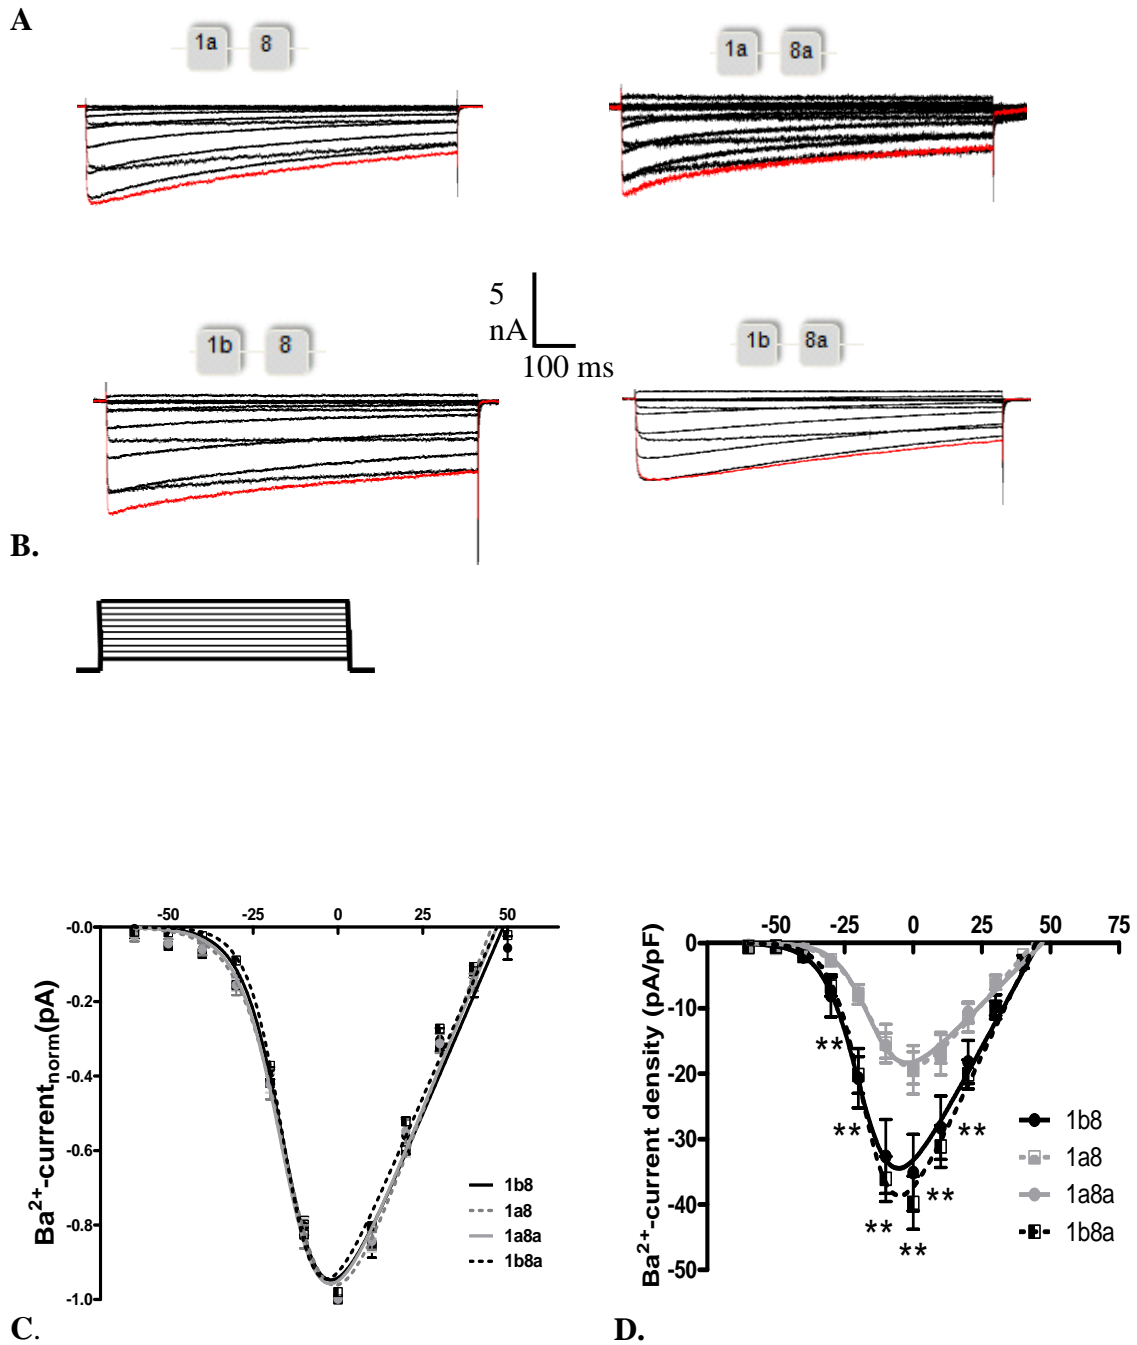 A
1a 8
1a 8a
5
nA
100 ms
1b 8
1b 8a
B.
-50 -25 0 25 50
-0.0
-0.2
-0.4
-0.6
-0.8
-1.0
Ba2+-currentnorm(pA)
1b8
1a8
1a8a
1b8a
-50 -25 0 25 50 75
0
-10
-20
-30
-40
-50
Ba2+-current density (pA/pF)
**
**
**
**
**
**
1b8
1a8
1a8a
1b8a
C.
D.